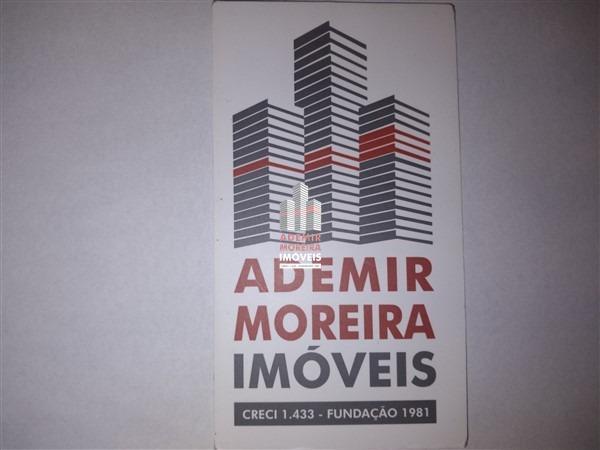 ADEMIR
MOREIRA
IMÓVEIS
CRECI 1.433 - FUNDAÇÃO 1981
ADEMIR
MOREIRA
IMÓVEIS